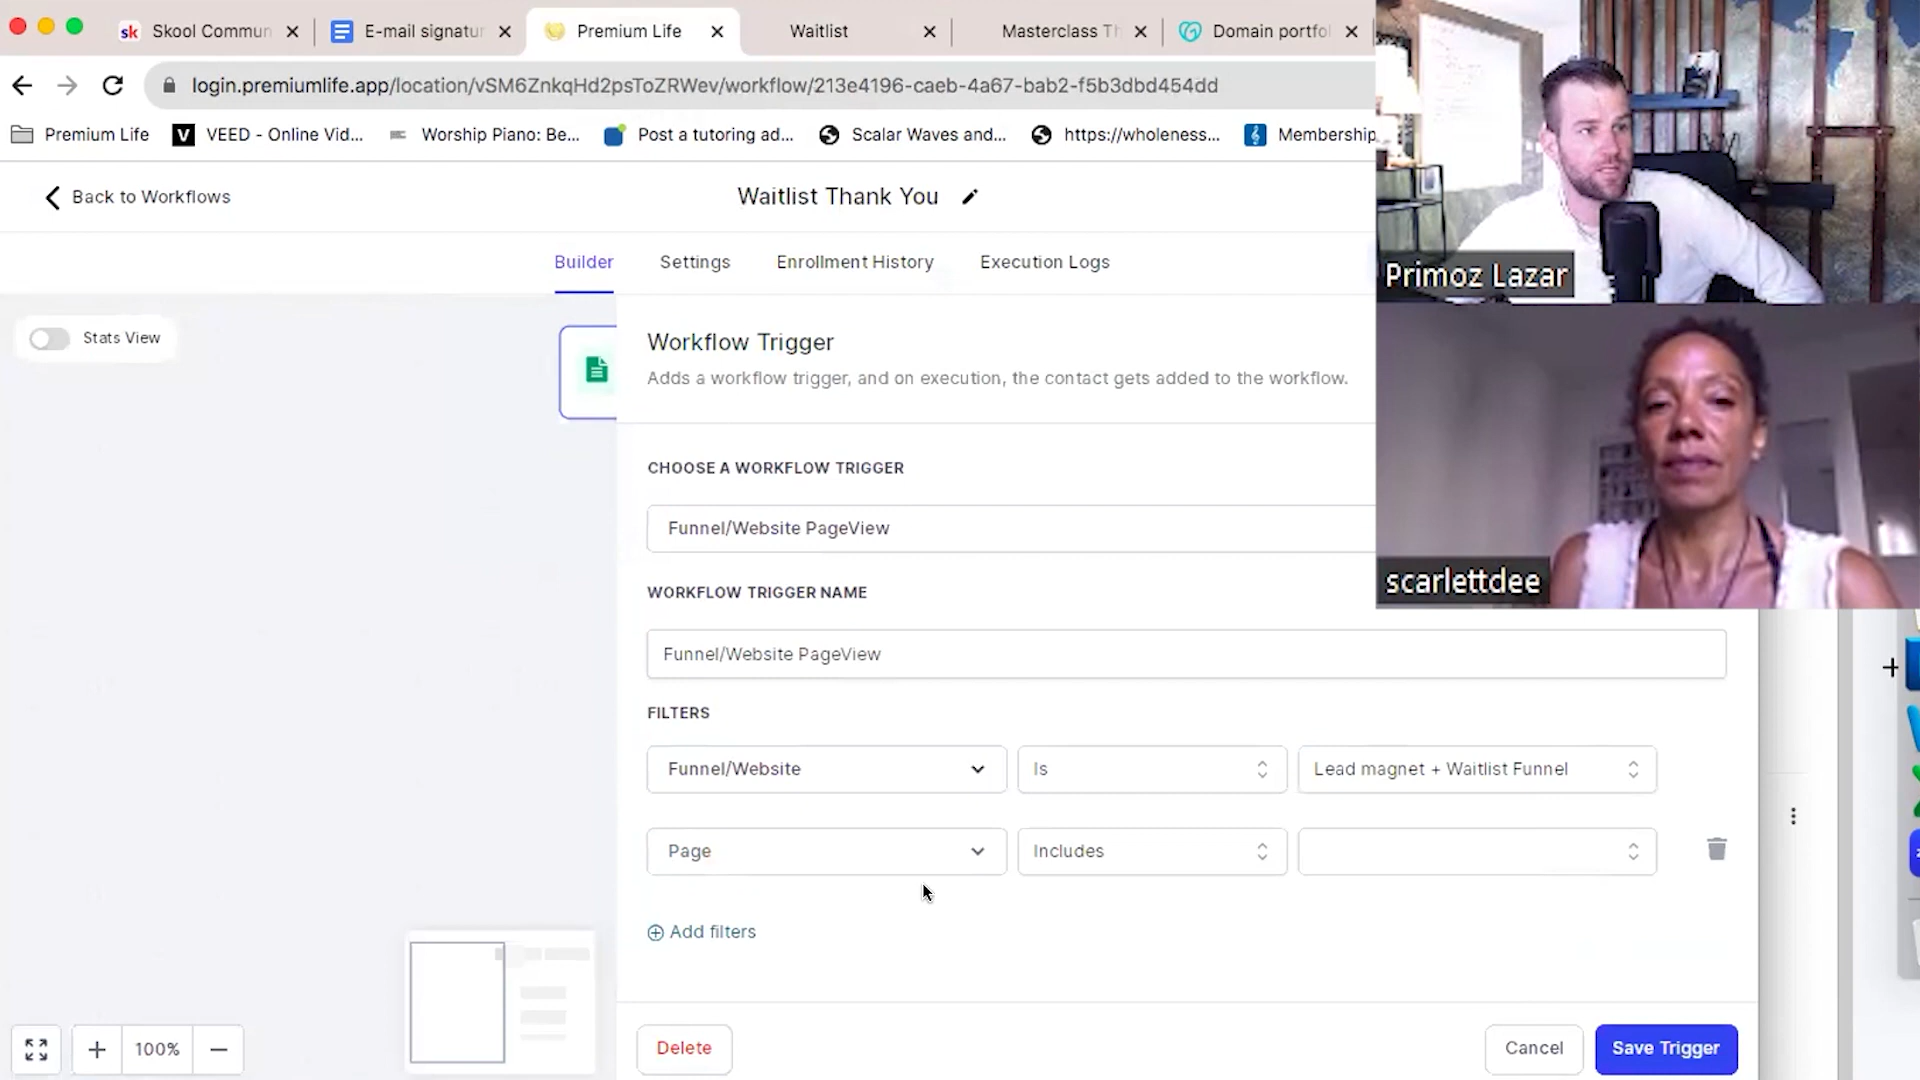 sk Skool Commun
E-mail signatur
Premium Life
Waitlist
Masterclass Th
Domain portfo
login.premiumlife.app/location/vSM6ZnkqHd2psToZRWev/workflow/213e4196-caeb-4a67-bab2-f5b3dbd454dd
Premium Life
V VEED - Online Vid...
Worship Piano: Be...
Post a tutoring ad...
Scalar Waves and...
https://wholeness...
Membership
Back to Workflows
Waitlist Thank You
Builder
Settings
Enrollment History
Execution Logs
Stats View
Workflow Trigger
Adds a workflow trigger, and on execution, the contact gets added to the workflow.
CHOOSE A WORKFLOW TRIGGER
Funnel/Website PageView
WORKFLOW TRIGGER NAME
Funnel/Website PageView
FILTERS
Funnel/Website
Is
Lead magnet + Waitlist Funnel
Page
Includes
Add filters
100%
Delete
Cancel
Save Trigger
Primoz Lazar
scarlettdee